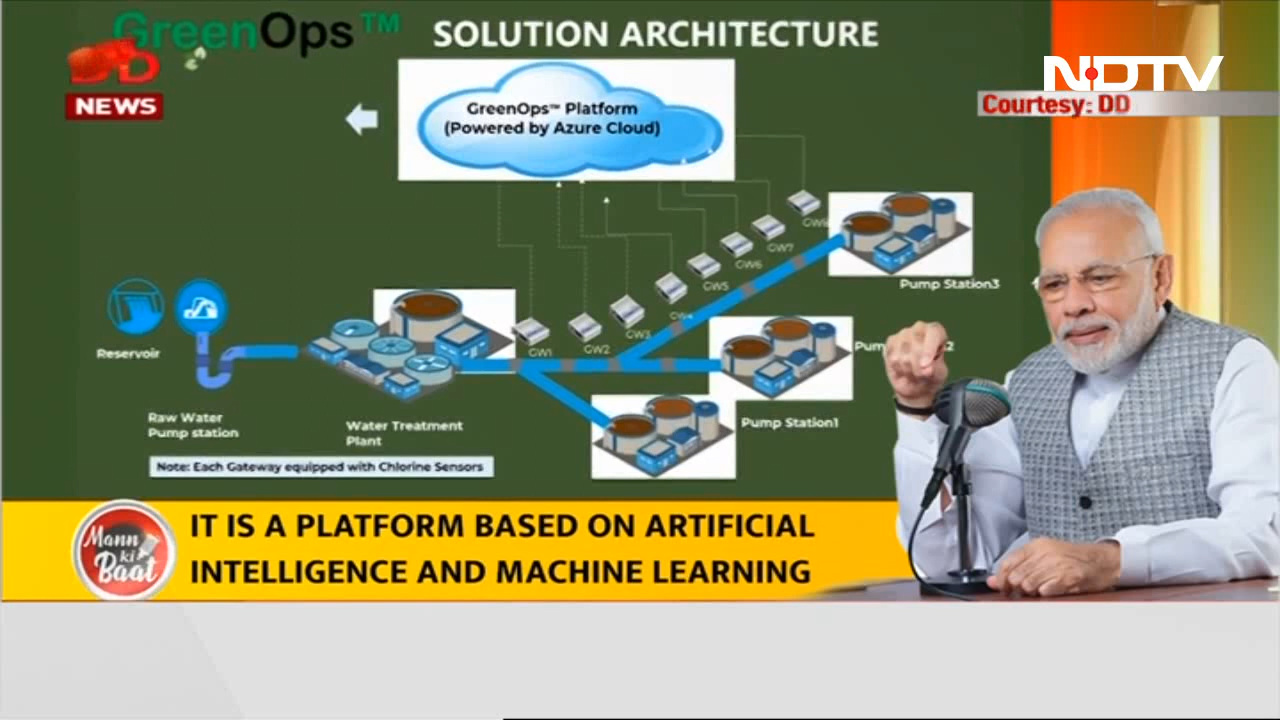 GreenOps™
SOLUTION ARCHITECTURE
DD
NEWS
NDTV
Courtesy: DD
GreenOps™ Platform
(Powered by Azure Cloud)
GW8
GW7
GW6
GW5
GW4
GW3
GW2
GW1
Pump Station3
Reservoir
Pum
2
Raw Water
Pump station
Water Treatment
Plant
Pump Station1
Note: Each Gateway equipped with Chlorine Sensors
Mann
ki
Baat
IT IS A PLATFORM BASED ON ARTIFICIAL
INTELLIGENCE AND MACHINE LEARNING